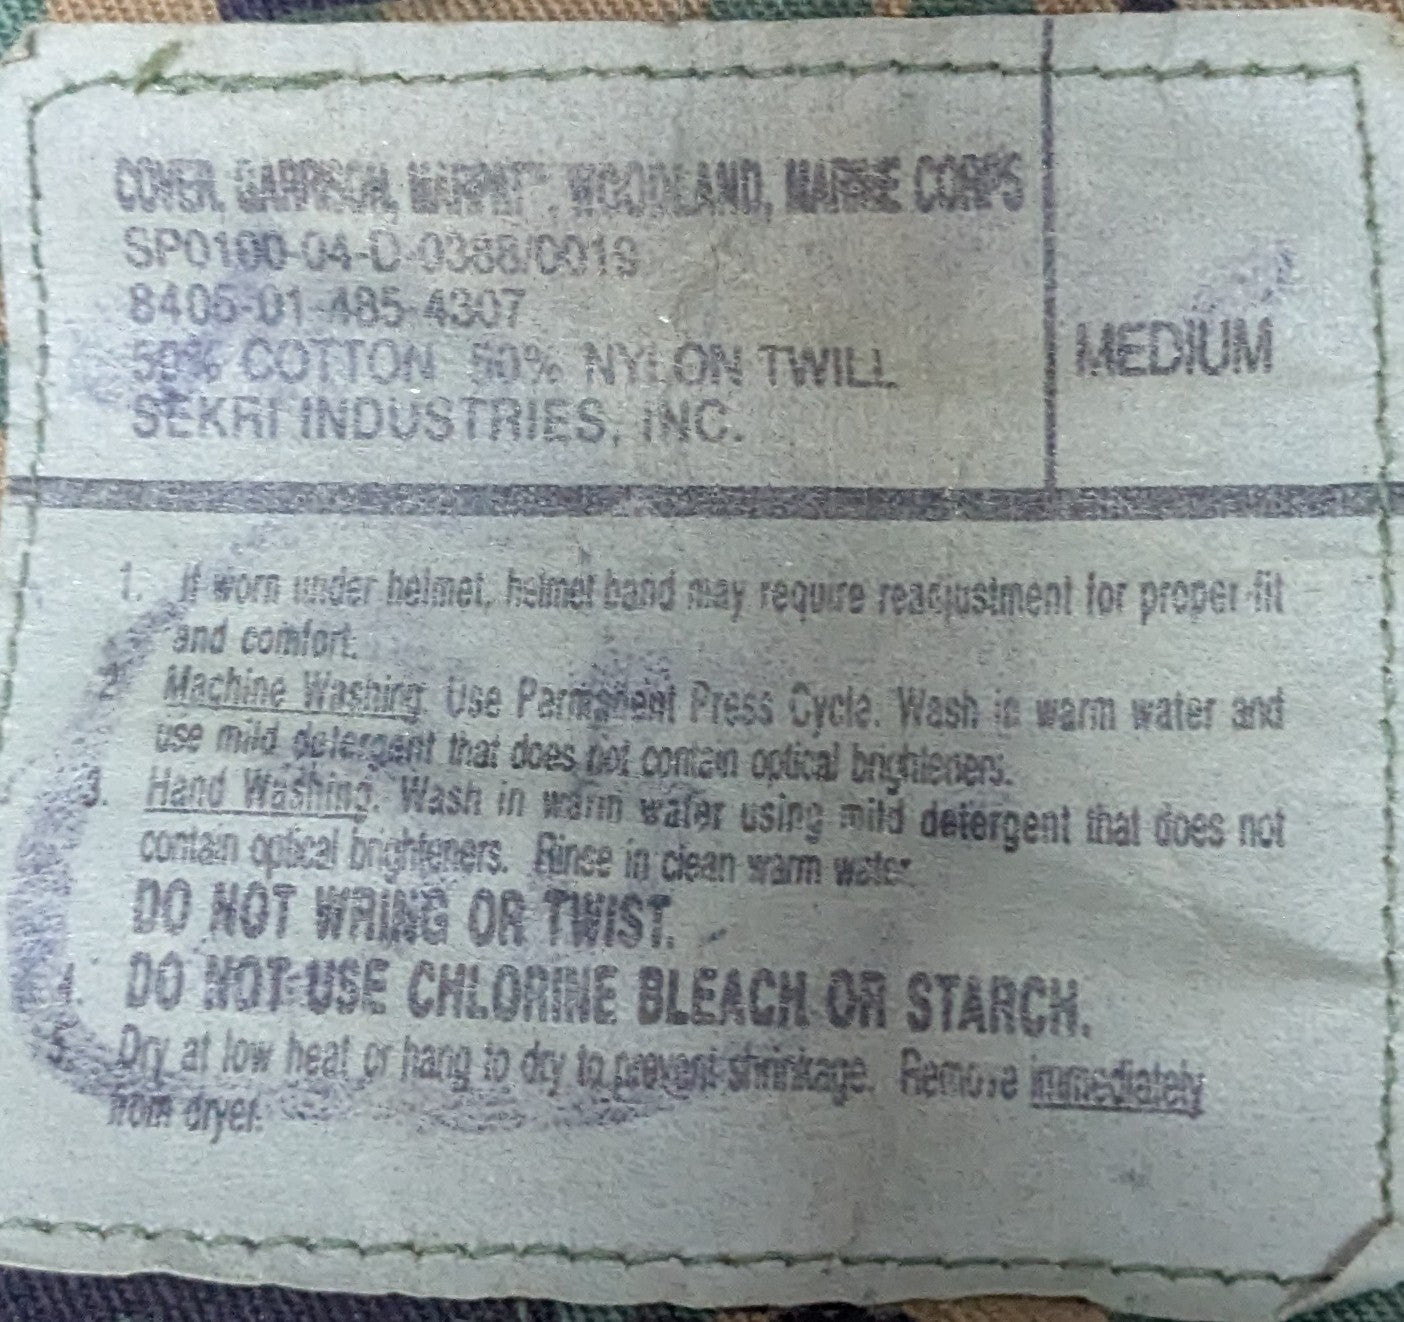 COVER, GARRISON, MARPAT™, WOODLAND, MARINE CORPS
SP0100-04-D-0388/0019
8405-01-485-4307
50% COTTON 50% NYLON TWILL
SEKRI INDUSTRIES, INC.
MEDIUM
1. If worn under helmet, helmet band may require readjustment for proper fit
and comfort.
2. Machine Washing. Use Permanent Press Cycle. Wash in warm water and
use mild detergent that does not contain optical brighteners.
3. Hand Washing. Wash in warm water using mild detergent that does not
contain optical brighteners. Rinse in clean warm water.
DO NOT WRING OR TWIST.
4. DO NOT USE CHLORINE BLEACH OR STARCH.
5. Dry at low heat or hang to dry to prevent shrinkage. Remove immediately
from dryer.